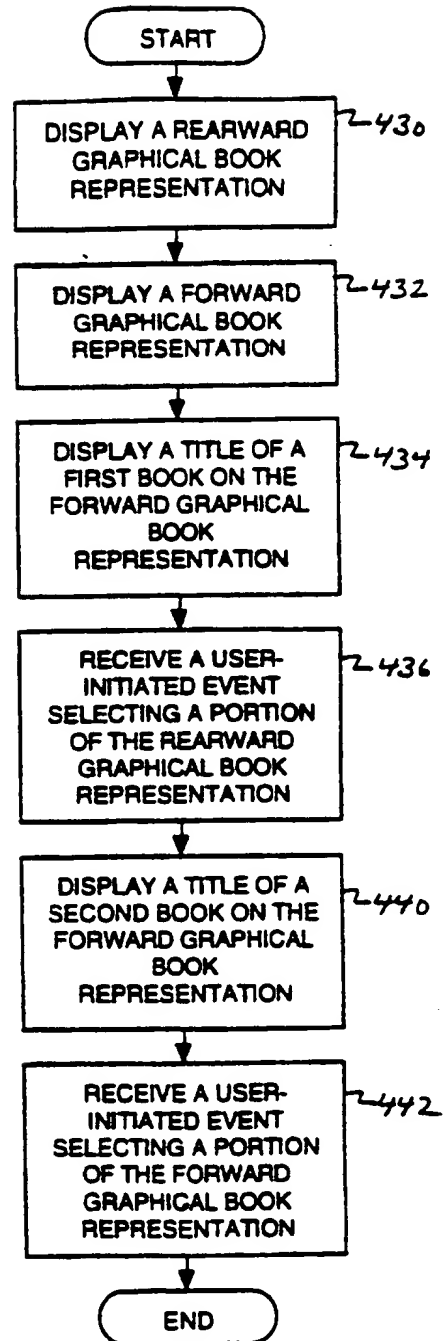 START
DISPLAY A REARWARD
GRAPHICAL BOOK
REPRESENTATION
430
DISPLAY A FORWARD
GRAPHICAL BOOK
REPRESENTATION
432
DISPLAY A TITLE OF A
FIRST BOOK ON THE
FORWARD GRAPHICAL
BOOK
REPRESENTATION
434
RECEIVE A USER-
INITIATED EVENT
SELECTING A PORTION
OF THE REARWARD
GRAPHICAL BOOK
REPRESENTATION
436
DISPLAY A TITLE OF A
SECOND BOOK ON THE
FORWARD GRAPHICAL
BOOK
REPRESENTATION
440
RECEIVE A USER-
INITIATED EVENT
SELECTING A PORTION
OF THE FORWARD
GRAPHICAL BOOK
REPRESENTATION
442
END